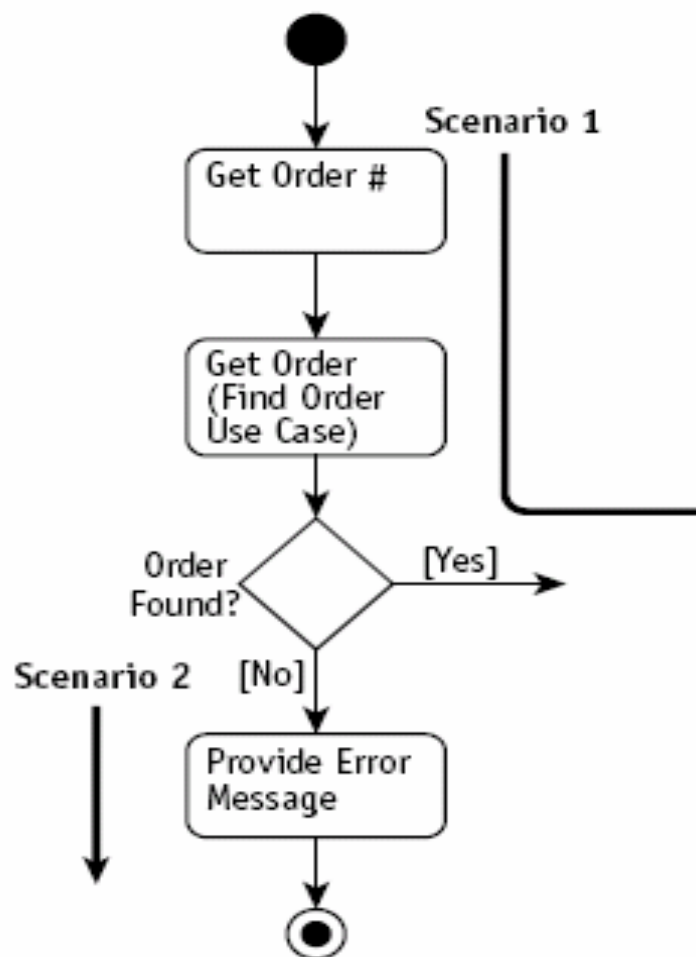 Scenario 1
Get Order #
Get Order
(Find Order
Use Case)
Order
Found?
[Yes]
Scenario 2
[No]
Provide Error
Message